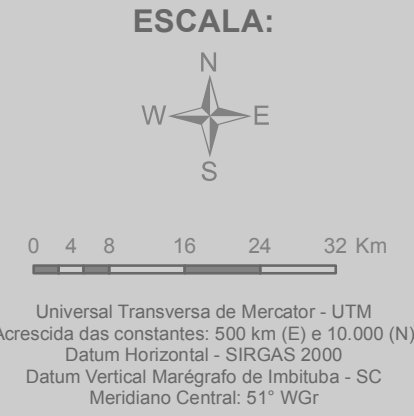 ESCALA:
N
W E
S
0 4 8 16 24 32 Km
Universal Transversa de Mercator - UTM
Acrescida das constantes: 500 km (E) e 10.000 (N)
Datum Horizontal - SIRGAS 2000
Datum Vertical Marégrafo de Imbituba - SC
Meridiano Central: 51° WGr